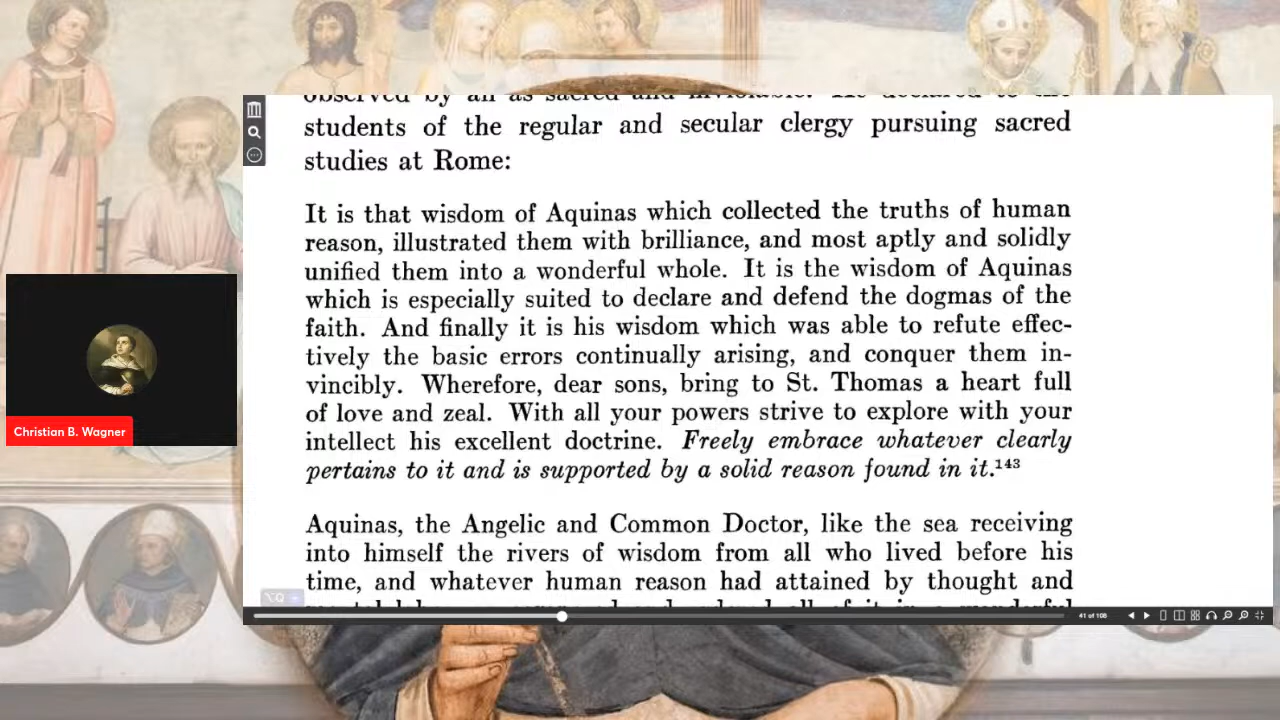 students of the regular and secular clergy pursuing sacred
studies at Rome:
It is that wisdom of Aquinas which collected the truths of human
reason, illustrated them with brilliance, and most aptly and solidly
unified them into a wonderful whole. It is the wisdom of Aquinas
which is especially suited to declare and defend the dogmas of the
faith. And finally it is his wisdom which was able to refute effec-
tively the basic errors continually arising, and conquer them in-
vincibly. Wherefore, dear sons, bring to St. Thomas a heart full
of love and zeal. With all your powers strive to explore with your
intellect his excellent doctrine. Freely embrace whatever clearly
pertains to it and is supported by a solid reason found in it.¹⁴³
Aquinas, the Angelic and Common Doctor, like the sea receiving
into himself the rivers of wisdom from all who lived before his
time, and whatever human reason had attained by thought and
Christian B. Wagner
41 of 108